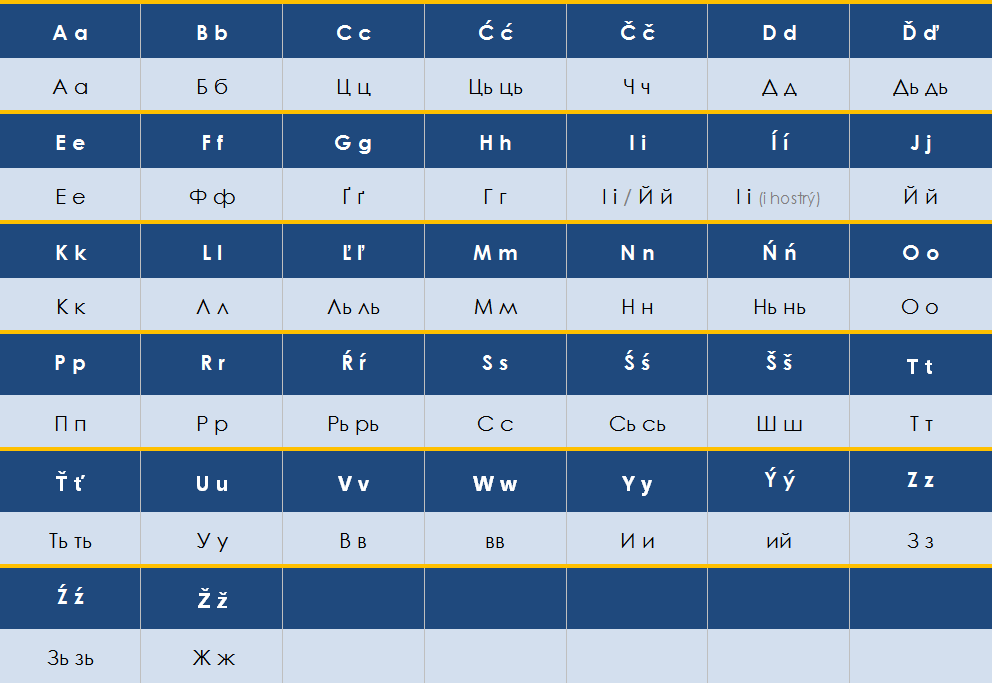 A a B b C c Ć ć Č č D d Ď ď
А а Б б Ц ц Ць ць Ч ч Д д Дь дь
E e F f G g H h I i Í í J j
Е е Ф ф Ґ ґ Г г І і / Й й І і (i hostrý) Й й
K k L l Ľ ľ M m N n Ń ń O o
К к Л л Ль ль М м Н н Нь нь О о
P p R r Ŕ ŕ S s Ś ś Š š T t
П п Р р Рь рь С с Сь сь Ш ш Т т
Ť ť U u V v W w Y y Ý ý Z z
Ть ть У у В в вв И и ий З з
Ź ź Ž ž
Зь зь Ж ж